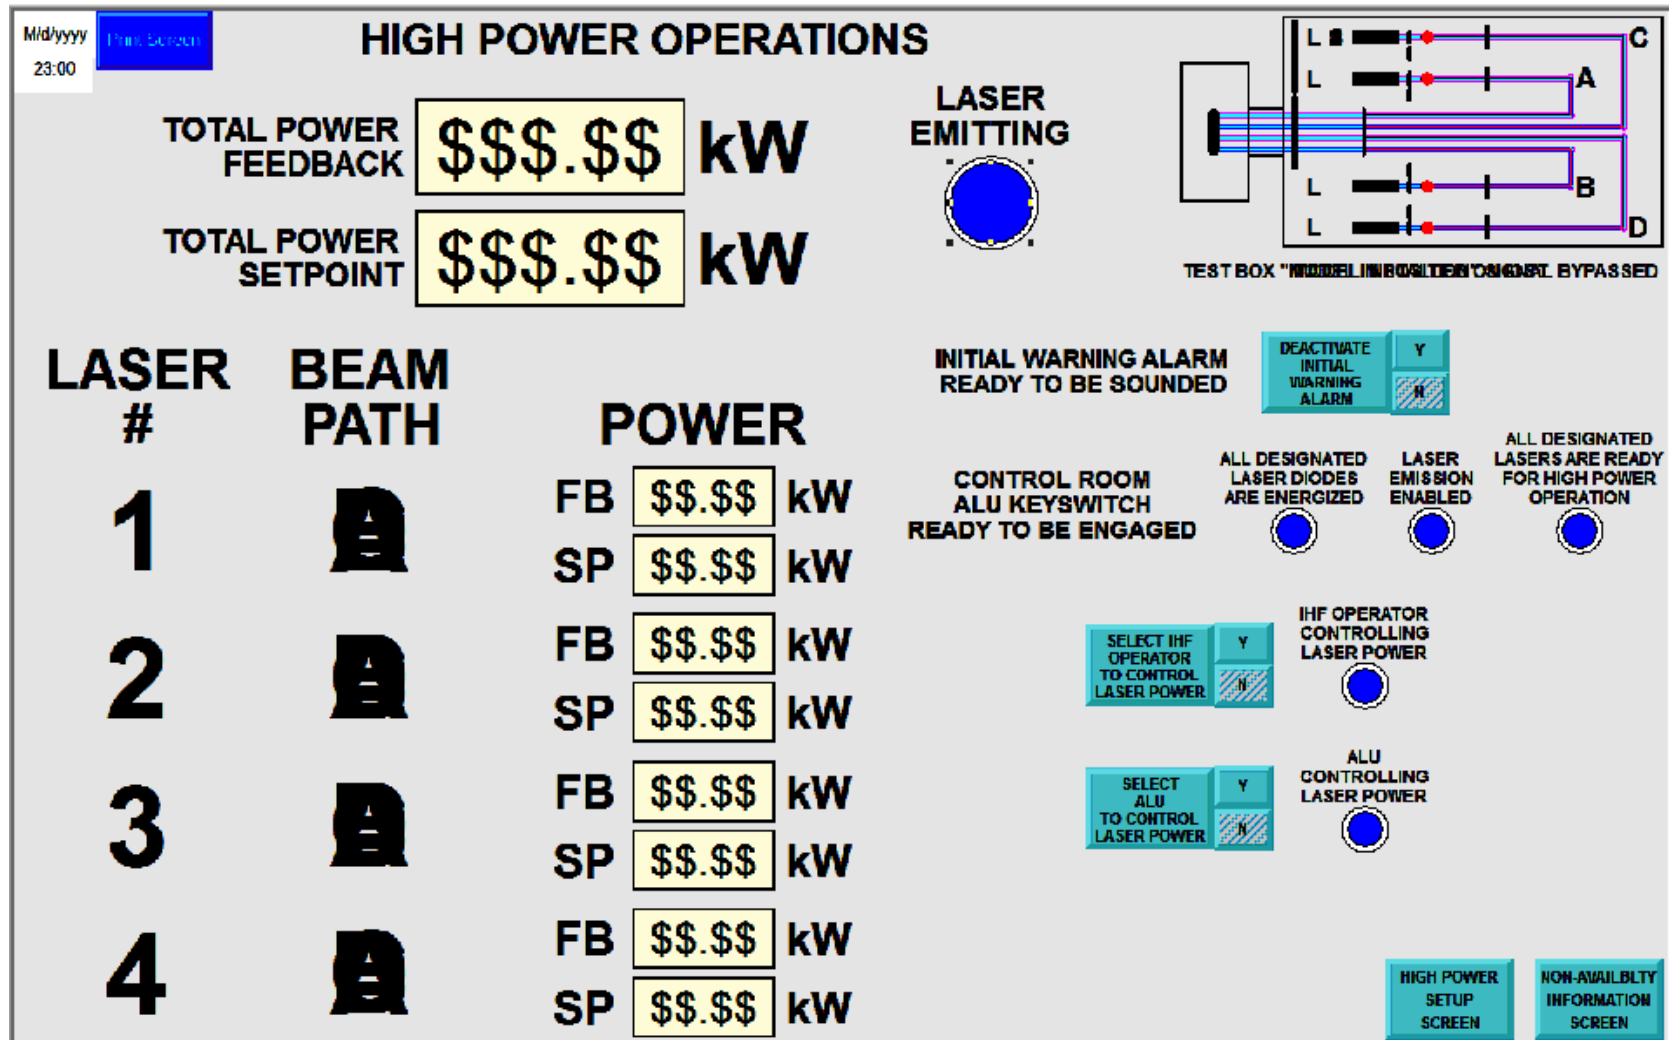 M/d/yyyy
23:00
Print Screen
HIGH POWER OPERATIONS
TOTAL POWER
FEEDBACK
$$$.$$ kW
TOTAL POWER
SETPOINT
$$$.$$ kW
LASER
EMITTING
L
C
L
A
L
B
L
D
TEST BOX
BYPASSED
LASER
#
BEAM
PATH
POWER
1
FB $$.$$ kW
SP $$.$$ kW
2
FB $$.$$ kW
SP $$.$$ kW
3
FB $$.$$ kW
SP $$.$$ kW
4
FB $$.$$ kW
SP $$.$$ kW
INITIAL WARNING ALARM
READY TO BE SOUNDED
DEACTIVATE
INITIAL
WARNING
ALARM
Y
N
CONTROL ROOM
ALU KEYSWITCH
READY TO BE ENGAGED
ALL DESIGNATED
LASER DIODES
ARE ENERGIZED
LASER
EMISSION
ENABLED
ALL DESIGNATED
LASERS ARE READY
FOR HIGH POWER
OPERATION
SELECT IHF
OPERATOR
TO CONTROL
LASER POWER
Y
N
IHF OPERATOR
CONTROLLING
LASER POWER
SELECT
ALU
TO CONTROL
LASER POWER
Y
N
ALU
CONTROLLING
LASER POWER
HIGH POWER
SETUP
SCREEN
NON-AVAILBLTY
INFORMATION
SCREEN